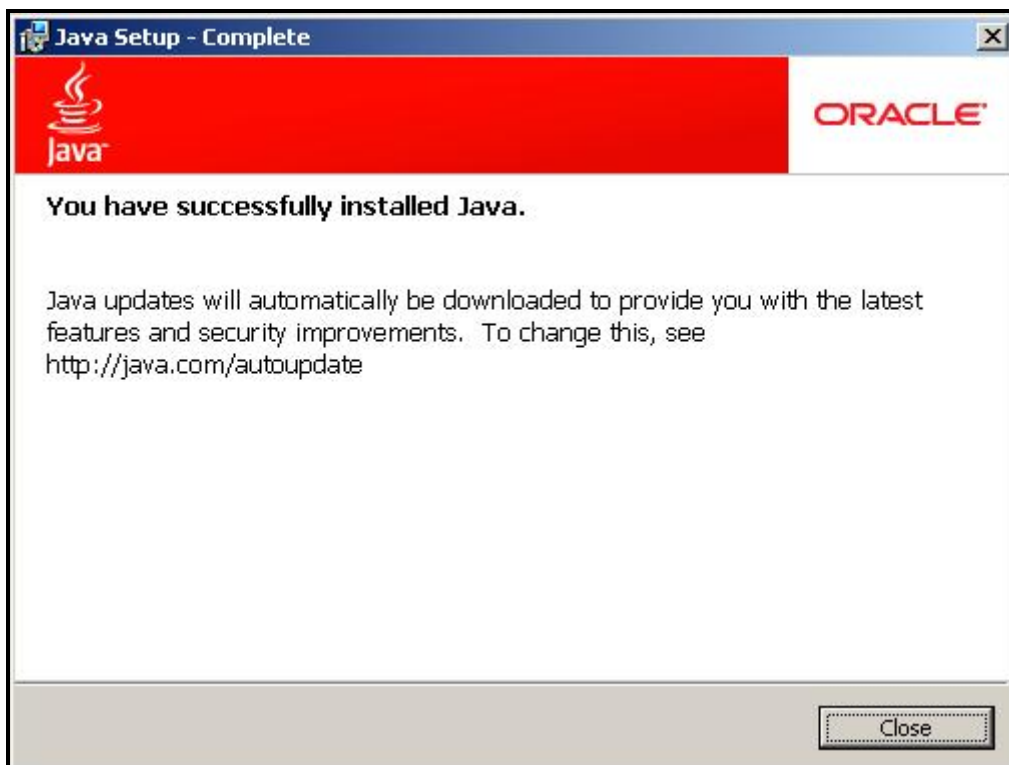 Java Setup - Complete
Java™
ORACLE®
You have successfully installed Java.
Java updates will automatically be downloaded to provide you with the latest
features and security improvements.  To change this, see
http://java.com/autoupdate
Close